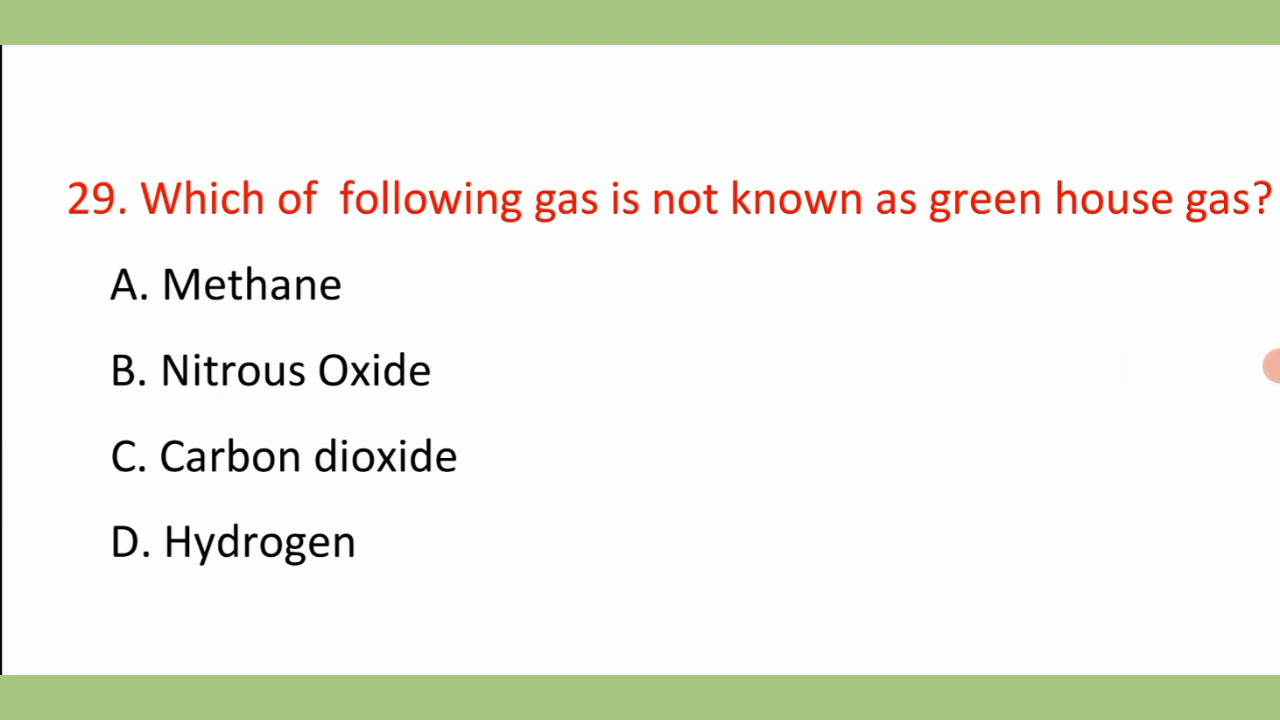 29. Which of  following gas is not known as green house gas?
A. Methane
B. Nitrous Oxide
C. Carbon dioxide
D. Hydrogen